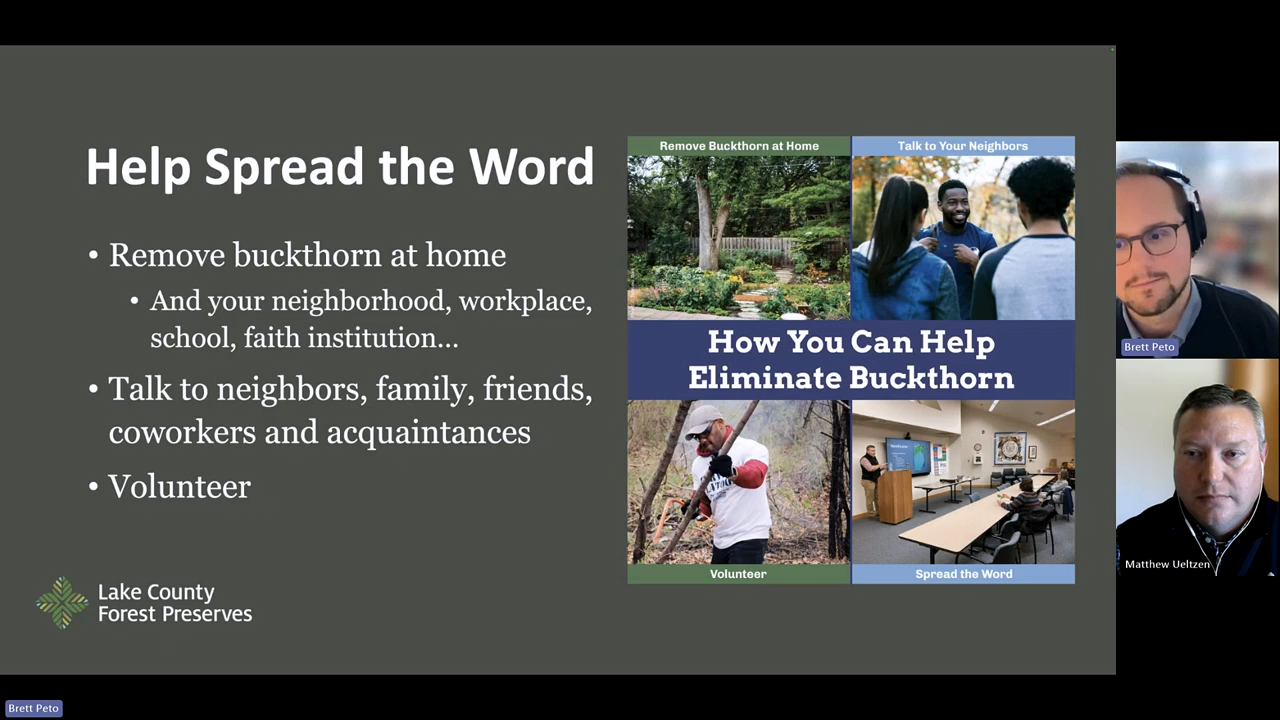 Help Spread the Word
• Remove buckthorn at home
• And your neighborhood, workplace,
school, faith institution...
• Talk to neighbors, family, friends,
coworkers and acquaintances
• Volunteer
Lake County
Forest Preserves
Remove Buckthorn at Home
Talk to Your Neighbors
How You Can Help
Eliminate Buckthorn
Volunteer
Spread the Word
Brett Peto
Matthew Ueltzen
Brett Peto